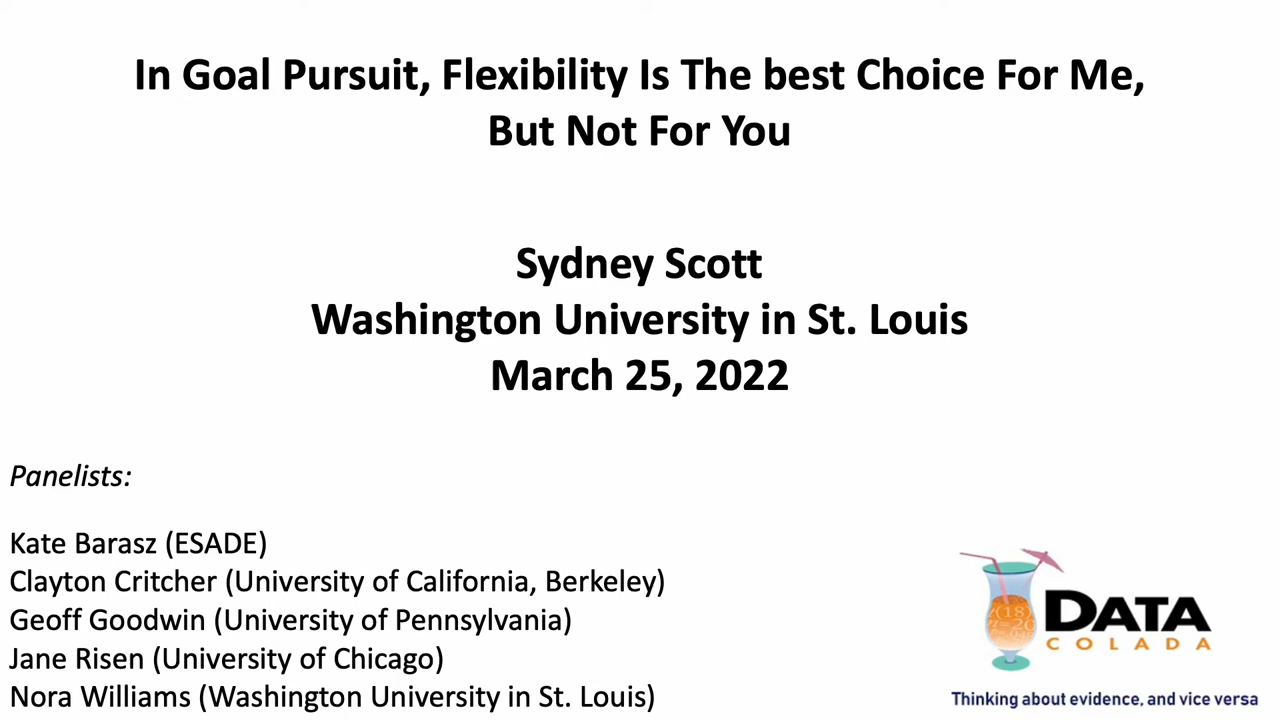 In Goal Pursuit, Flexibility Is The best Choice For Me,
But Not For You
Sydney Scott
Washington University in St. Louis
March 25, 2022
Panelists:
Kate Barasz (ESADE)
Clayton Critcher (University of California, Berkeley)
Geoff Goodwin (University of Pennsylvania)
Jane Risen (University of Chicago)
Nora Williams (Washington University in St. Louis)
DATA
COLADA
Thinking about evidence, and vice versa